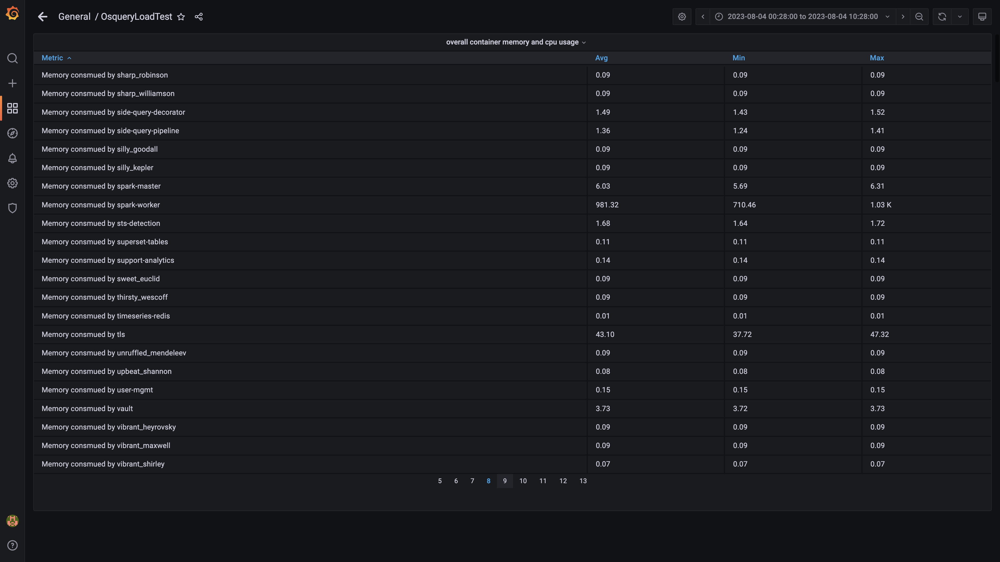 General / OsqueryLoadTest
2023-08-04 00:28:00 to 2023-08-04 10:28:00
overall container memory and cpu usage
Metric Avg Min Max
Memory consmued by sharp_robinson 0.09 0.09 0.09
Memory consmued by sharp_williamson 0.09 0.09 0.09
Memory consmued by side-query-decorator 1.49 1.43 1.52
Memory consmued by side-query-pipeline 1.36 1.24 1.41
Memory consmued by silly_goodall 0.09 0.09 0.09
Memory consmued by silly_kepler 0.09 0.09 0.09
Memory consmued by spark-master 6.03 5.69 6.31
Memory consmued by spark-worker 981.32 710.46 1.03 K
Memory consmued by sts-detection 1.68 1.64 1.72
Memory consmued by superset-tables 0.11 0.11 0.11
Memory consmued by support-analytics 0.14 0.14 0.14
Memory consmued by sweet_euclid 0.09 0.09 0.09
Memory consmued by thirsty_wescoff 0.09 0.09 0.09
Memory consmued by timeseries-redis 0.01 0.01 0.01
Memory consmued by tls 43.10 37.72 47.32
Memory consmued by unruffled_mendeleev 0.09 0.09 0.09
Memory consmued by upbeat_shannon 0.08 0.08 0.08
Memory consmued by user-mgmt 0.15 0.15 0.15
Memory consmued by vault 3.73 3.72 3.73
Memory consmued by vibrant_heyrovsky 0.09 0.09 0.09
Memory consmued by vibrant_maxwell 0.09 0.09 0.09
Memory consmued by vibrant_shirley 0.07 0.07 0.07
5 6 7 8 9 10 11 12 13